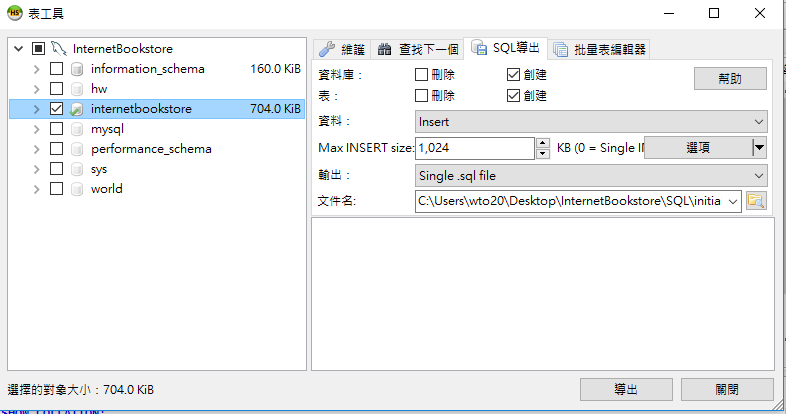 表工具
InternetBookstore
information_schema 160.0 KiB
hw
internetbookstore 704.0 KiB
mysql
performance_schema
sys
world
維護 查找下一個 SQL導出 批量表編輯器
資料庫： 刪除 創建 幫助
表： 刪除 創建
資料： Insert
Max INSERT size: 1,024 KB (0 = Single IN 選項
輸出： Single .sql file
文件名: C:\Users\wto20\Desktop\InternetBookstore\SQL\initia
選擇的對象大小：704.0 KiB 導出 關閉